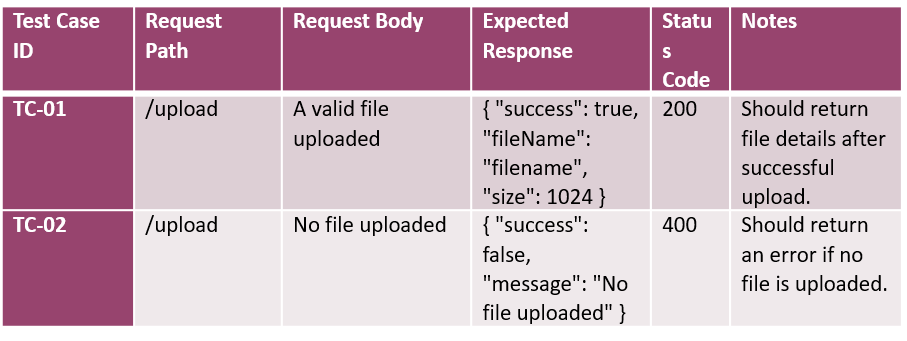 Test Case
ID
Request
Path
Request Body
Expected
Response
Statu
s
Code
Notes
TC-01
/upload
A valid file
uploaded
{ "success": true,
"fileName":
"filename",
"size": 1024 }
200
Should return
file details after
successful
upload.
TC-02
/upload
No file uploaded
{ "success":
false,
"message": "No
file uploaded" }
400
Should return
an error if no
file is uploaded.